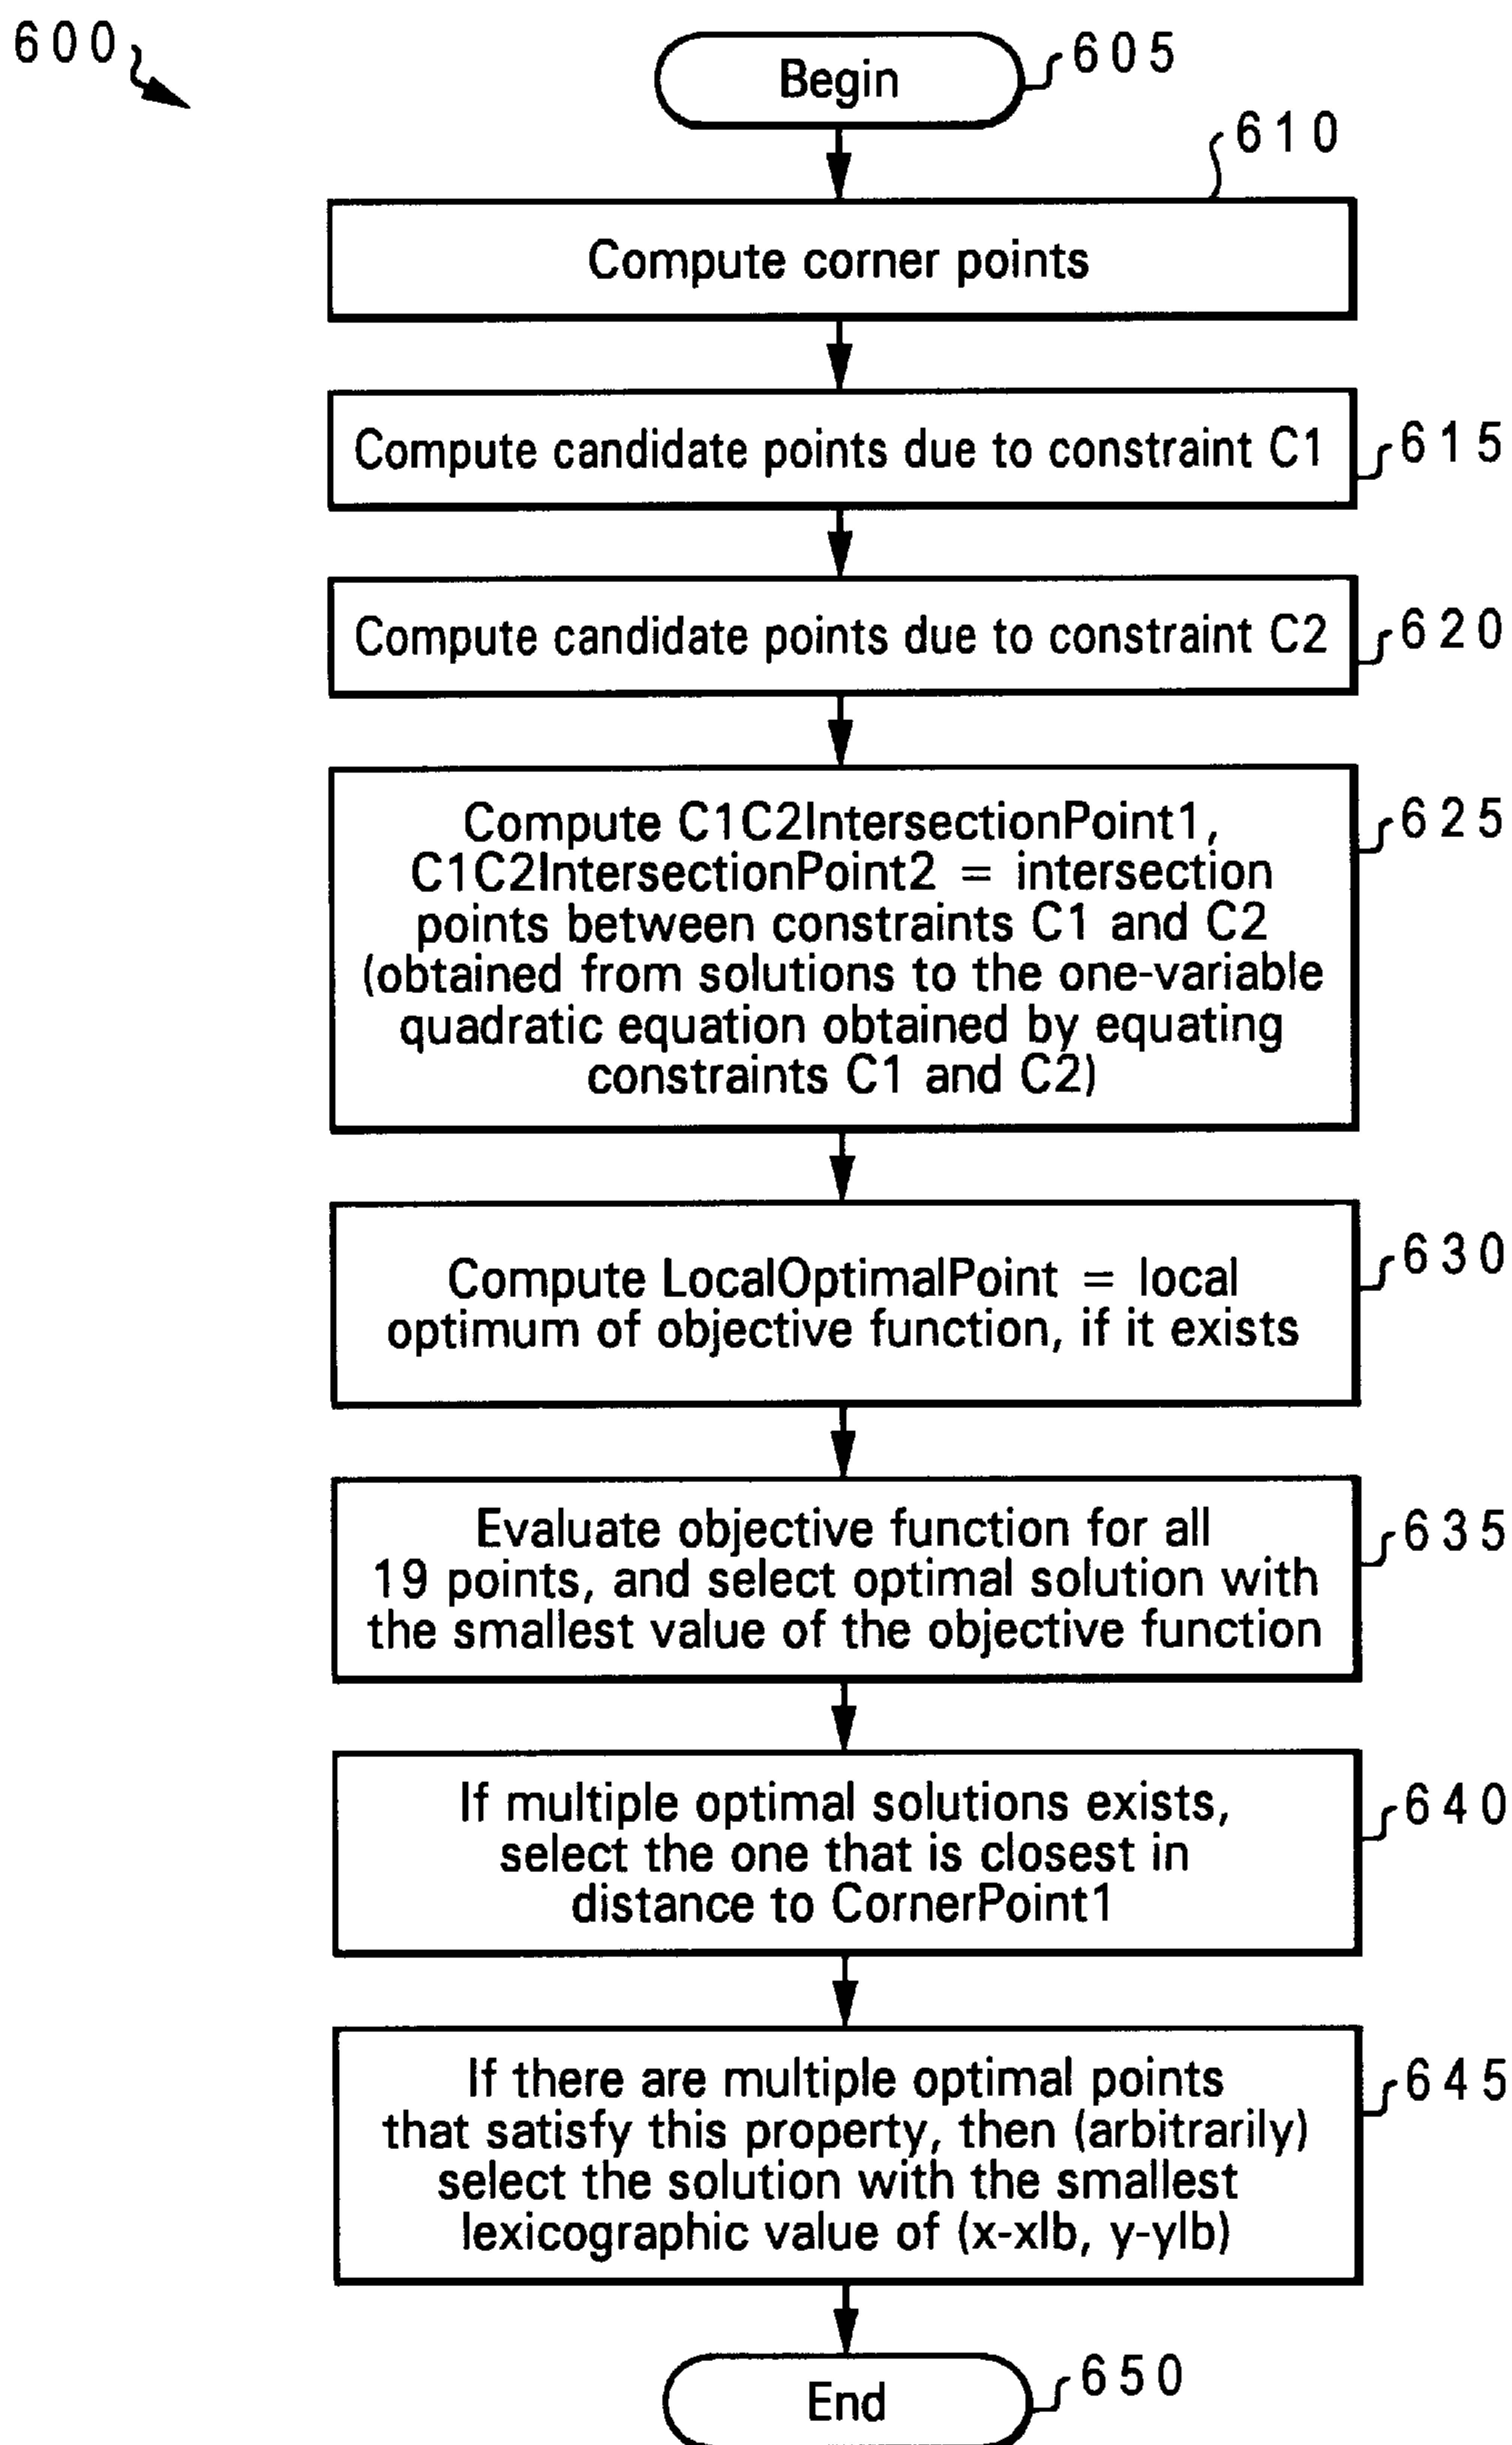 600
Begin
605
610
Compute corner points
Compute candidate points due to constraint C1
615
Compute candidate points due to constraint C2
620
Compute C1C2IntersectionPoint1,
C1C2IntersectionPoint2 = intersection
points between constraints C1 and C2
(obtained from solutions to the one-variable
quadratic equation obtained by equating
constraints C1 and C2)
625
Compute LocalOptimalPoint = local
optimum of objective function, if it exists
630
Evaluate objective function for all
19 points, and select optimal solution with
the smallest value of the objective function
635
If multiple optimal solutions exists,
select the one that is closest in
distance to CornerPoint1
640
If there are multiple optimal points
that satisfy this property, then (arbitrarily)
select the solution with the smallest
lexicographic value of (x-xlb, y-ylb)
645
End
650